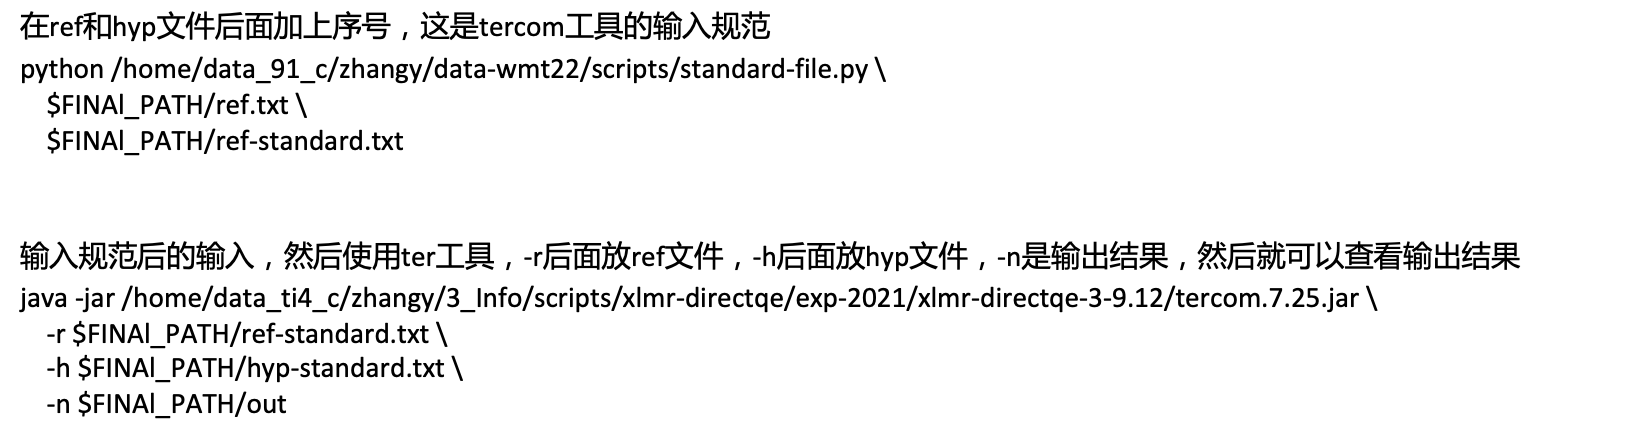 在ref和hyp文件后面加上序号，这是tercom工具的输入规范
python /home/data_91_c/zhangy/data-wmt22/scripts/standard-file.py \
$FINAl_PATH/ref.txt \
$FINAl_PATH/ref-standard.txt
输入规范后的输入，然后使用ter工具，-r后面放ref文件，-h后面放hyp文件，-n是输出结果，然后就可以查看输出结果
java -jar /home/data_ti4_c/zhangy/3_Info/scripts/xlmr-directqe/exp-2021/xlmr-directqe-3-9.12/tercom.7.25.jar \
-r $FINAl_PATH/ref-standard.txt \
-h $FINAl_PATH/hyp-standard.txt \
-n $FINAl_PATH/out